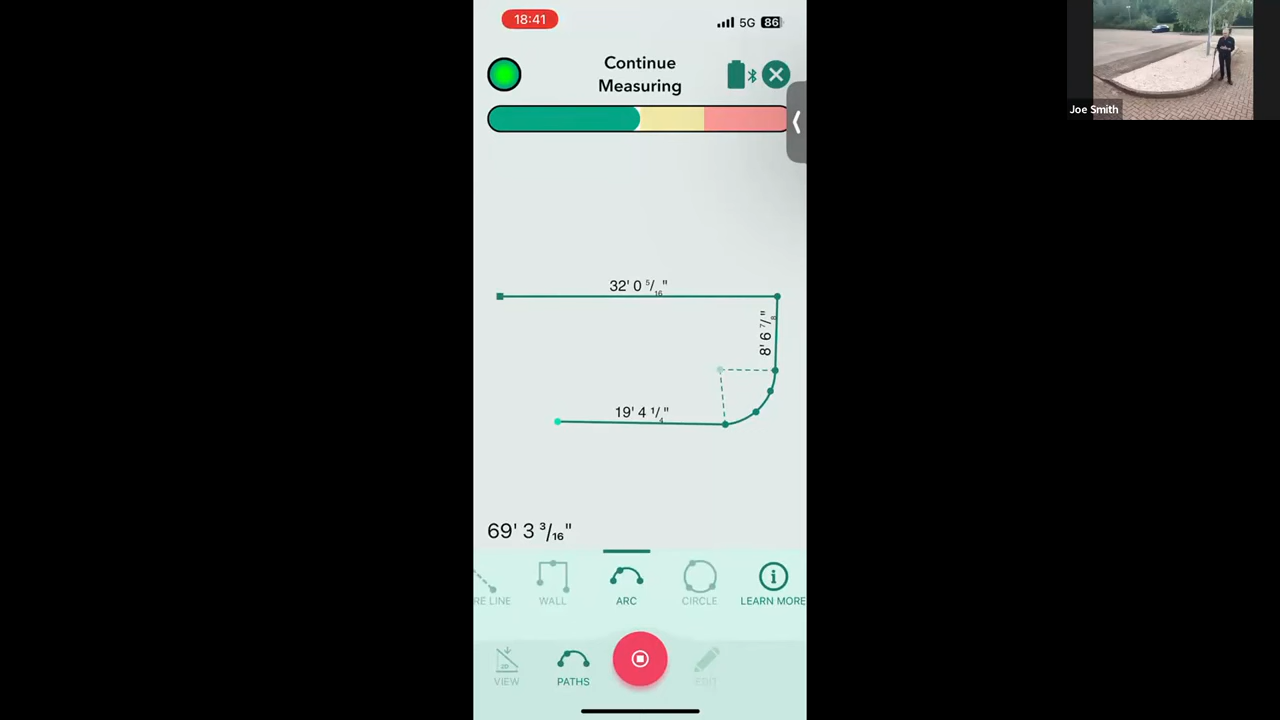 18:41
5G 86
Continue
Measuring
Joe Smith
32' 0 5/16"
8' 6 7/8"
19' 4 1/4"
69' 3 3/16"
RE LINE
WALL
ARC
CIRCLE
LEARN MORE
VIEW
PATHS
EDIT